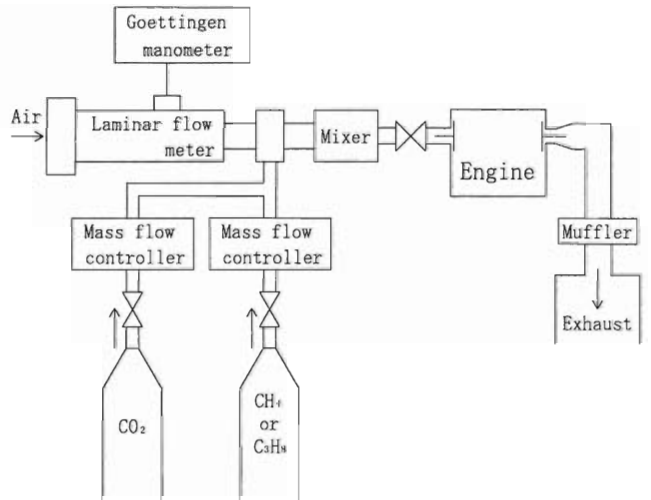 Goettingen
manometer
Air
Laminar flow
meter
Mixer
Engine
Mass flow
controller
Mass flow
controller
Muffler
Exhaust
CO₂
CH₄
or
C₃H₈